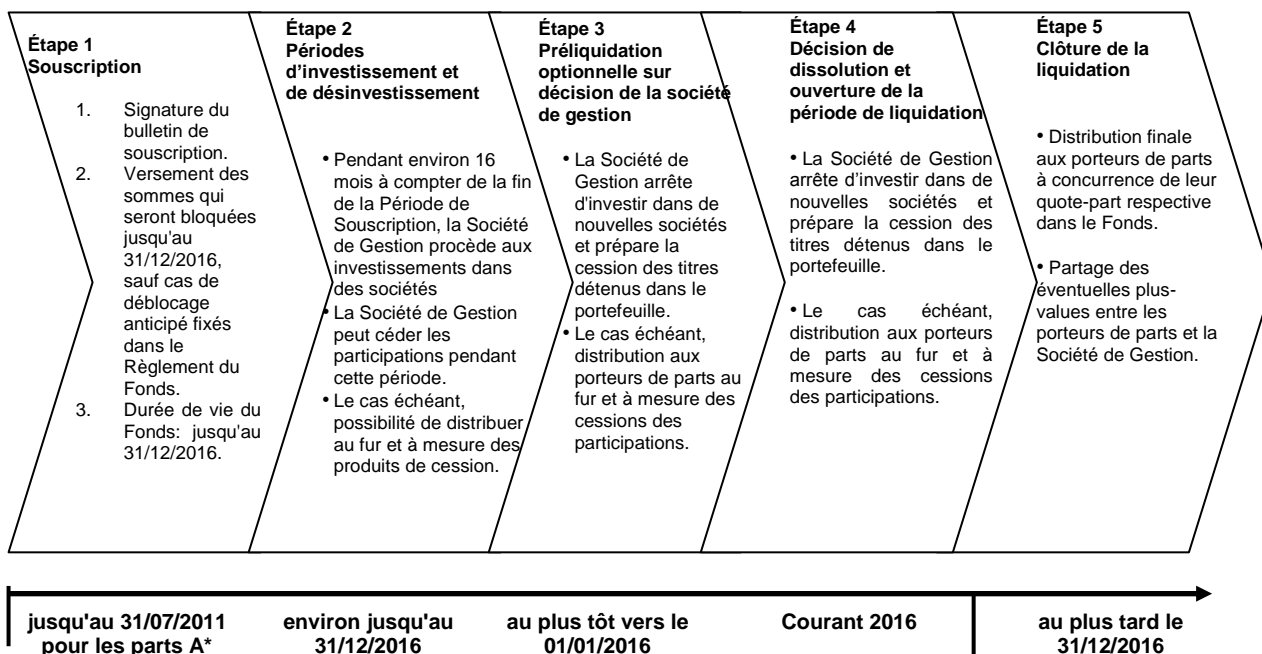 Étape 1
Souscription
1. Signature du
bulletin de
souscription.
2. Versement des
sommes qui
seront bloquées
jusqu'au
31/12/2016,
sauf cas de
déblocage
anticipé fixés
dans le
Règlement du
Fonds.
3. Durée de vie du
Fonds: jusqu'au
31/12/2016.
Étape 2
Périodes
d'investissement et
de désinvestissement
• Pendant environ 16
mois à compter de la fin
de la Période de
Souscription, la Société
de Gestion procède aux
investissements dans
des sociétés
• La Société de Gestion
peut céder les
participations pendant
cette période.
• Le cas échéant,
possibilité de distribuer
au fur et à mesure des
produits de cession.
Étape 3
Préliquidation
optionnelle sur
décision de la société
de gestion
• La Société de
Gestion arrête
d'investir dans de
nouvelles sociétés
et prépare la
cession des titres
détenus dans le
portefeuille.
• Le cas échéant,
distribution aux
porteurs de parts au
fur et à mesure des
cessions des
participations.
Étape 4
Décision de
dissolution et
ouverture de la
période de liquidation
• La Société de Gestion
arrête d'investir dans de
nouvelles sociétés et
prépare la cession des
titres détenus dans le
portefeuille.
• Le cas échéant,
distribution aux porteurs
de parts au fur et à
mesure des cessions
des participations.
Étape 5
Clôture de la
liquidation
• Distribution finale
aux porteurs de parts
à concurrence de leur
quote-part respective
dans le Fonds.
• Partage des
éventuelles plus-
values entre les
porteurs de parts et la
Société de Gestion.
jusqu'au 31/07/2011
pour les parts A*
environ jusqu'au
31/12/2016
au plus tôt vers le
01/01/2016
Courant 2016
au plus tard le
31/12/2016